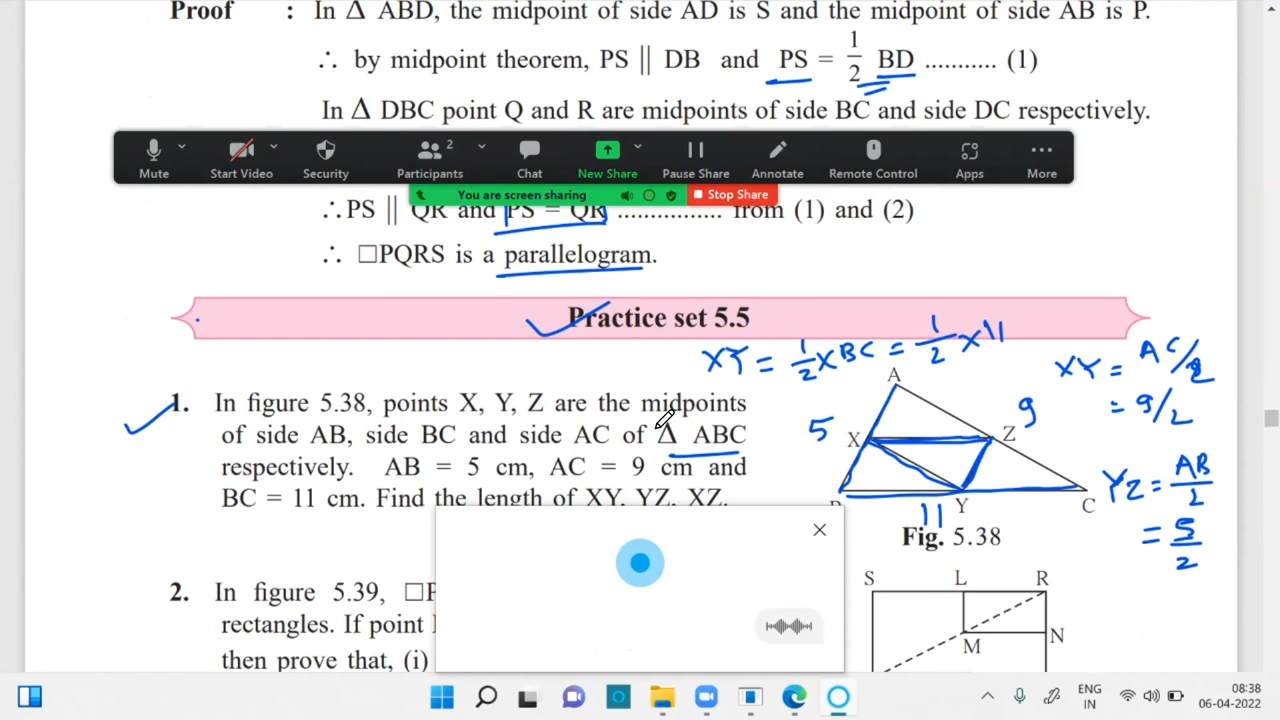 Proof : In Δ ABD, the midpoint of side AD is S and the midpoint of side AB is P.
∴ by midpoint theorem, PS || DB and PS = 1/2 BD ........... (1)
In Δ DBC point Q and R are midpoints of side BC and side DC respectively.
Mute
Start Video
Security
Participants 2
Chat
New Share
Pause Share
Annotate
Remote Control
Apps
More
You are screen sharing
Stop Share
∴PS || QR and PS = QR ................ from (1) and (2)
∴ □PQRS is a parallelogram.
Practice set 5.5
XY = 1/2 × BC = 1/2 × 11
XY = AC/2
= 9/2
YZ = AB/2
= 5/2
1. In figure 5.38, points X, Y, Z are the midpoints
of side AB, side BC and side AC of Δ ABC
respectively. AB = 5 cm, AC = 9 cm and
BC = 11 cm. Find the length of XY, YZ, XZ.
A
5
9
X
Z
Y
C
11
Fig. 5.38
2. In figure 5.39, □P
rectangles. If point
then prove that, (i)
S L R
M N
ENG
IN
08:38
06-04-2022